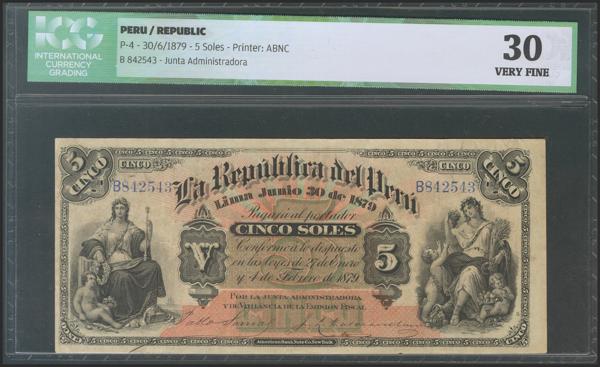 ICG
INTERNATIONAL
CURRENCY
GRADING
PERU / REPUBLIC
P-4 - 30/6/1879 - 5 Soles - Printer: ABNC
B 842543 - Junta Administradora
30
VERY FINE
5 CINCO CINCO 5
B842543 B842543
La República del Perú
Lima Junio 30 de 1879
Pagará al portador
CINCO SOLES
V 5
Conforme á lo dispuesto
en las leyes de 27 de Enero
y 4 de Febrero de 1879.
POR LA JUNTA ADMINISTRADORA
Y DE VIGILANCIA DE LA EMISION FISCAL
American Bank Note Co. New York